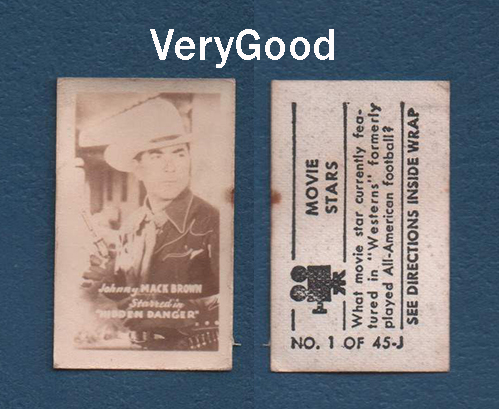 VeryGood
Johnny MACK BROWN
Starred in
"HIDDEN DANGER"
MOVIE
STARS
What movie star currently fea-
tured in "Westerns" formerly
played All-American football?
SEE DIRECTIONS INSIDE WRAP
NO. 1 OF 45-J